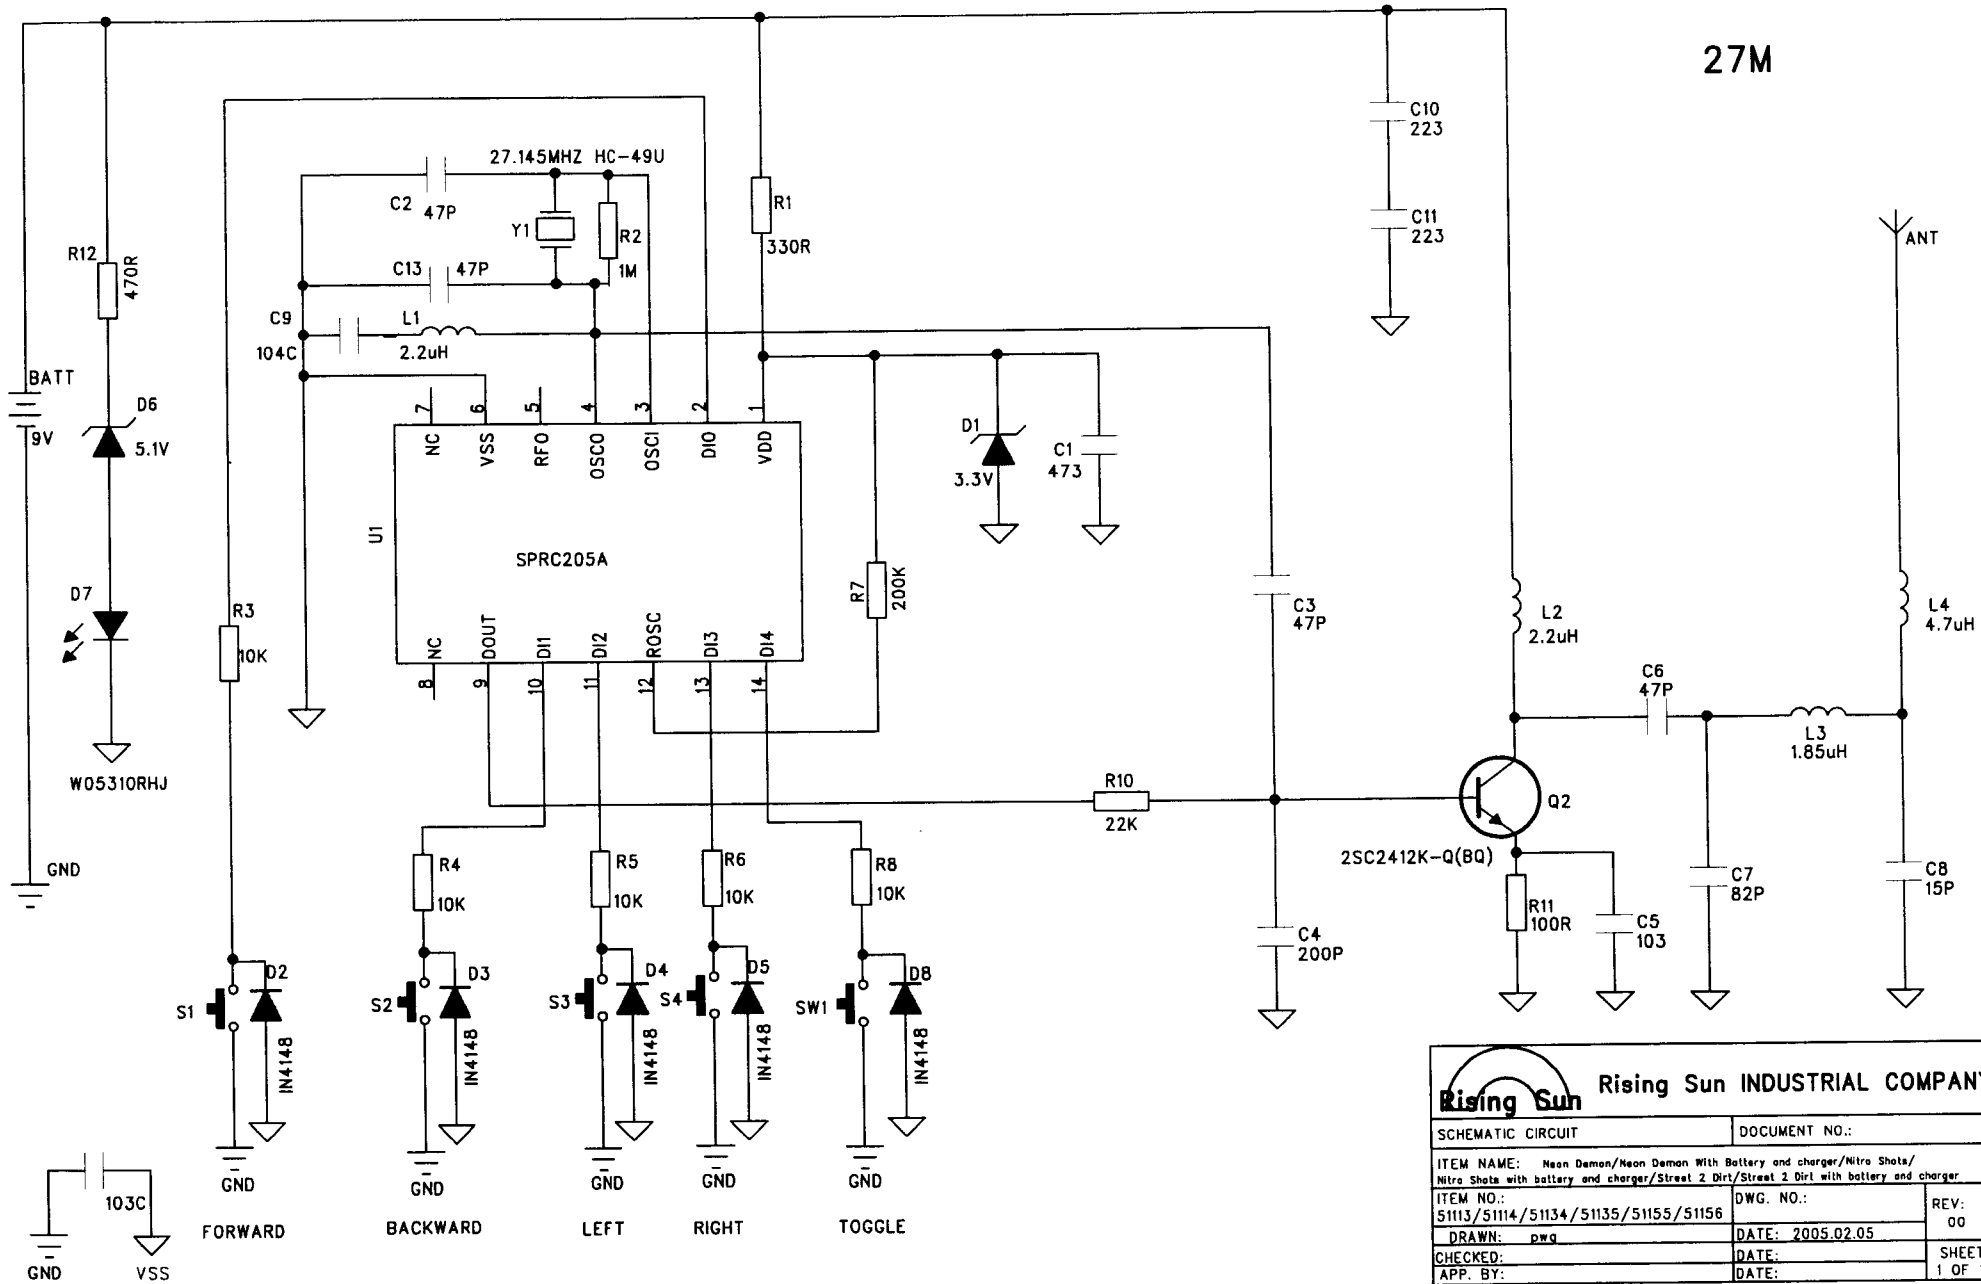 27M
C10
223
C11
223
27.145MHZ HC-49U
C2
47P
Y1
R2
1M
R1
330R
R12
470R
C13
47P
C9
104C
L1
2.2uH
ANT
BATT
9V
D6
5.1V
7
6
5
4
3
2
1
NC
VSS
RFO
OSCO
OSCI
DIO
VDD
D1
3.3V
C1
473
U1
SPRC205A
R7
200K
D7
R3
10K
C3
47P
L2
2.2uH
L4
4.7uH
NC
DOUT
DI1
DI2
ROSC
DI3
DI4
8
9
10
11
12
13
14
C6
47P
L3
1.85uH
W05310RHJ
R10
22K
Q2
2SC2412K-Q(BQ)
GND
R4
10K
R5
10K
R6
10K
R8
10K
C7
82P
C8
15P
R11
100R
C5
103
C4
200P
S1
D2
IN4148
S2
D3
IN4148
S3
D4
IN4148
S4
D5
IN4148
SW1
D8
IN4148
GND
GND
GND
GND
GND
103C
FORWARD
BACKWARD
LEFT
RIGHT
TOGGLE
GND
VSS
Rising Sun
Rising Sun INDUSTRIAL COMPANY
SCHEMATIC CIRCUIT
DOCUMENT NO.:
ITEM NAME: Neon Demon/Neon Demon With Battery and charger/Nitro Shots/
Nitro Shots with battery and charger/Street 2 Dirt/Street 2 Dirt with battery and charger
ITEM NO.:
51113/51114/51134/51135/51155/51156
DWG. NO.:
REV:
00
DRAWN: pwq
DATE: 2005.02.05
CHECKED:
DATE:
SHEET
1 OF
APP. BY:
DATE: